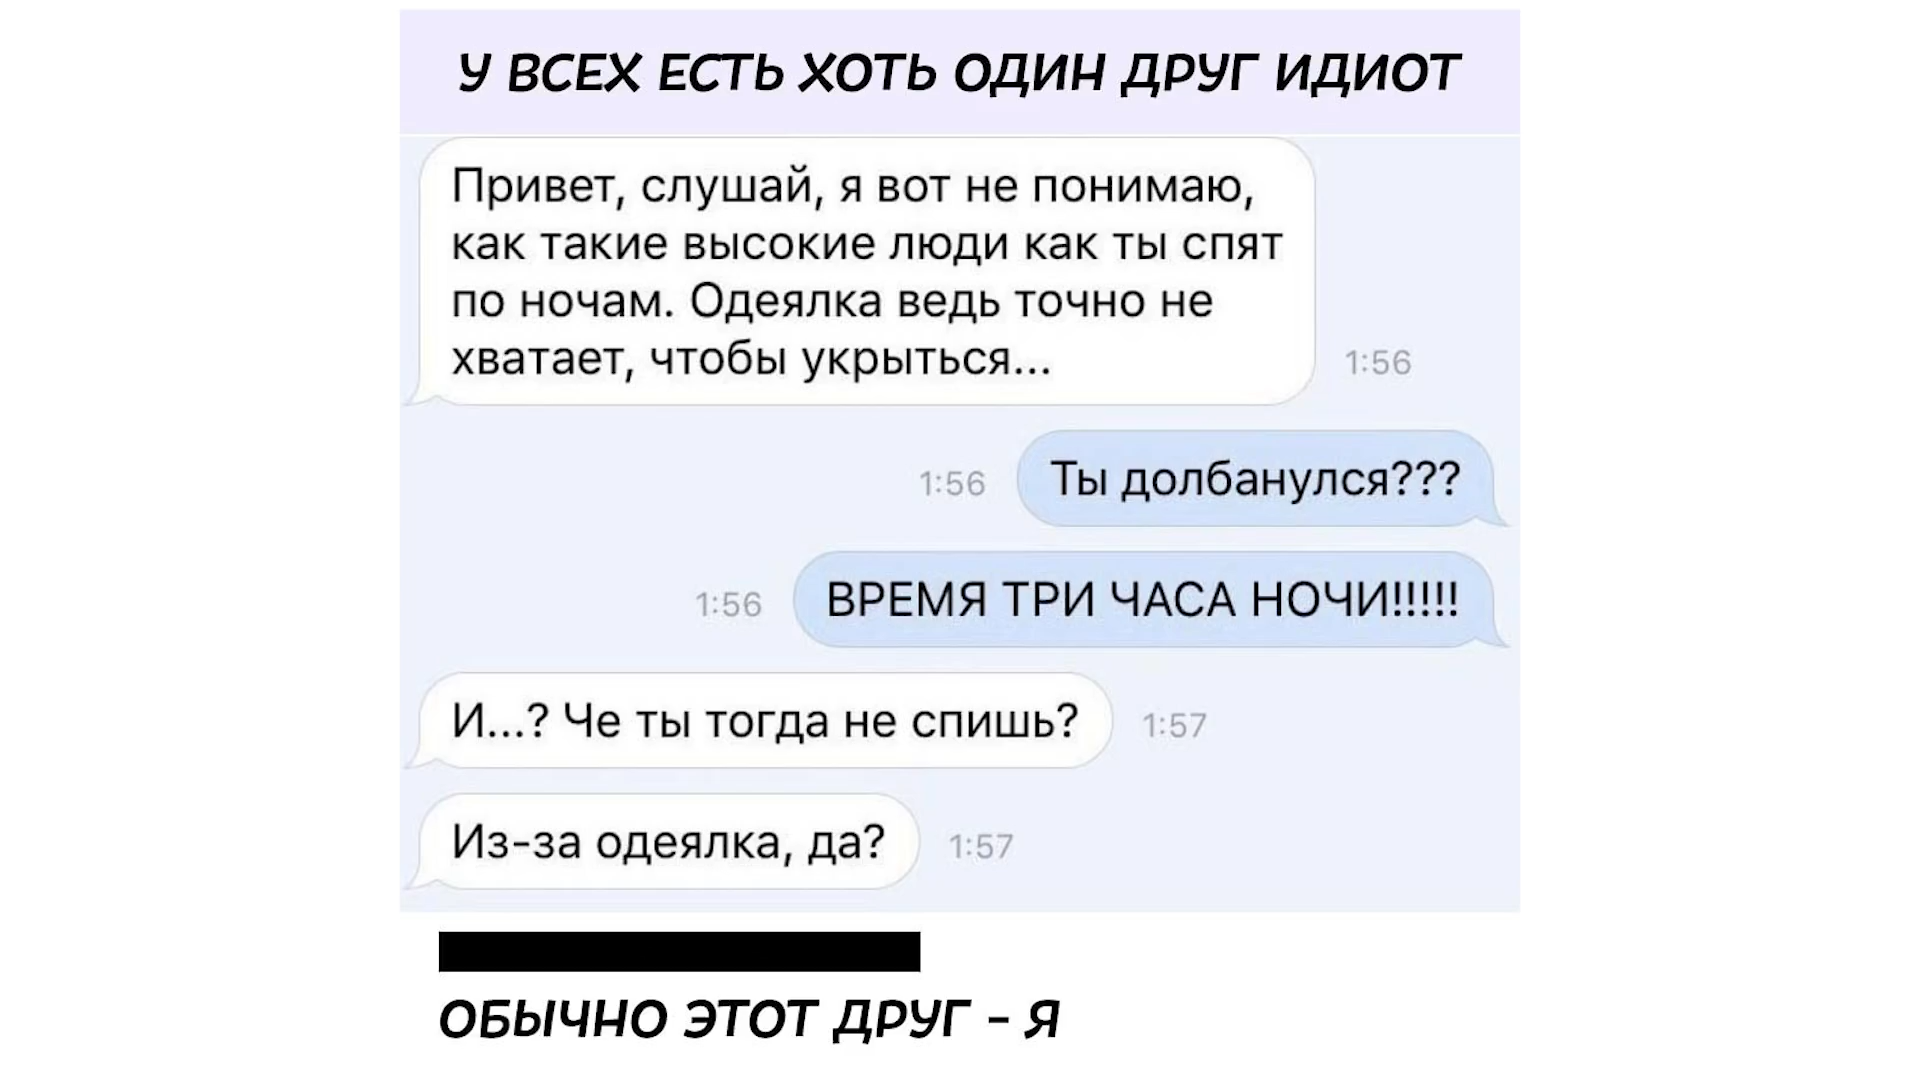 У ВСЕХ ЕСТЬ ХОТЬ ОДИН ДРУГ ИДИОТ
Привет, слушай, я вот не понимаю,
как такие высокие люди как ты спят
по ночам. Одеялка ведь точно не
хватает, чтобы укрыться...
1:56
1:56
Ты долбанулся???
1:56
ВРЕМЯ ТРИ ЧАСА НОЧИ!!!!!
И...? Че ты тогда не спишь?
1:57
Из-за одеялка, да?
1:57
ОБЫЧНО ЭТОТ ДРУГ - Я